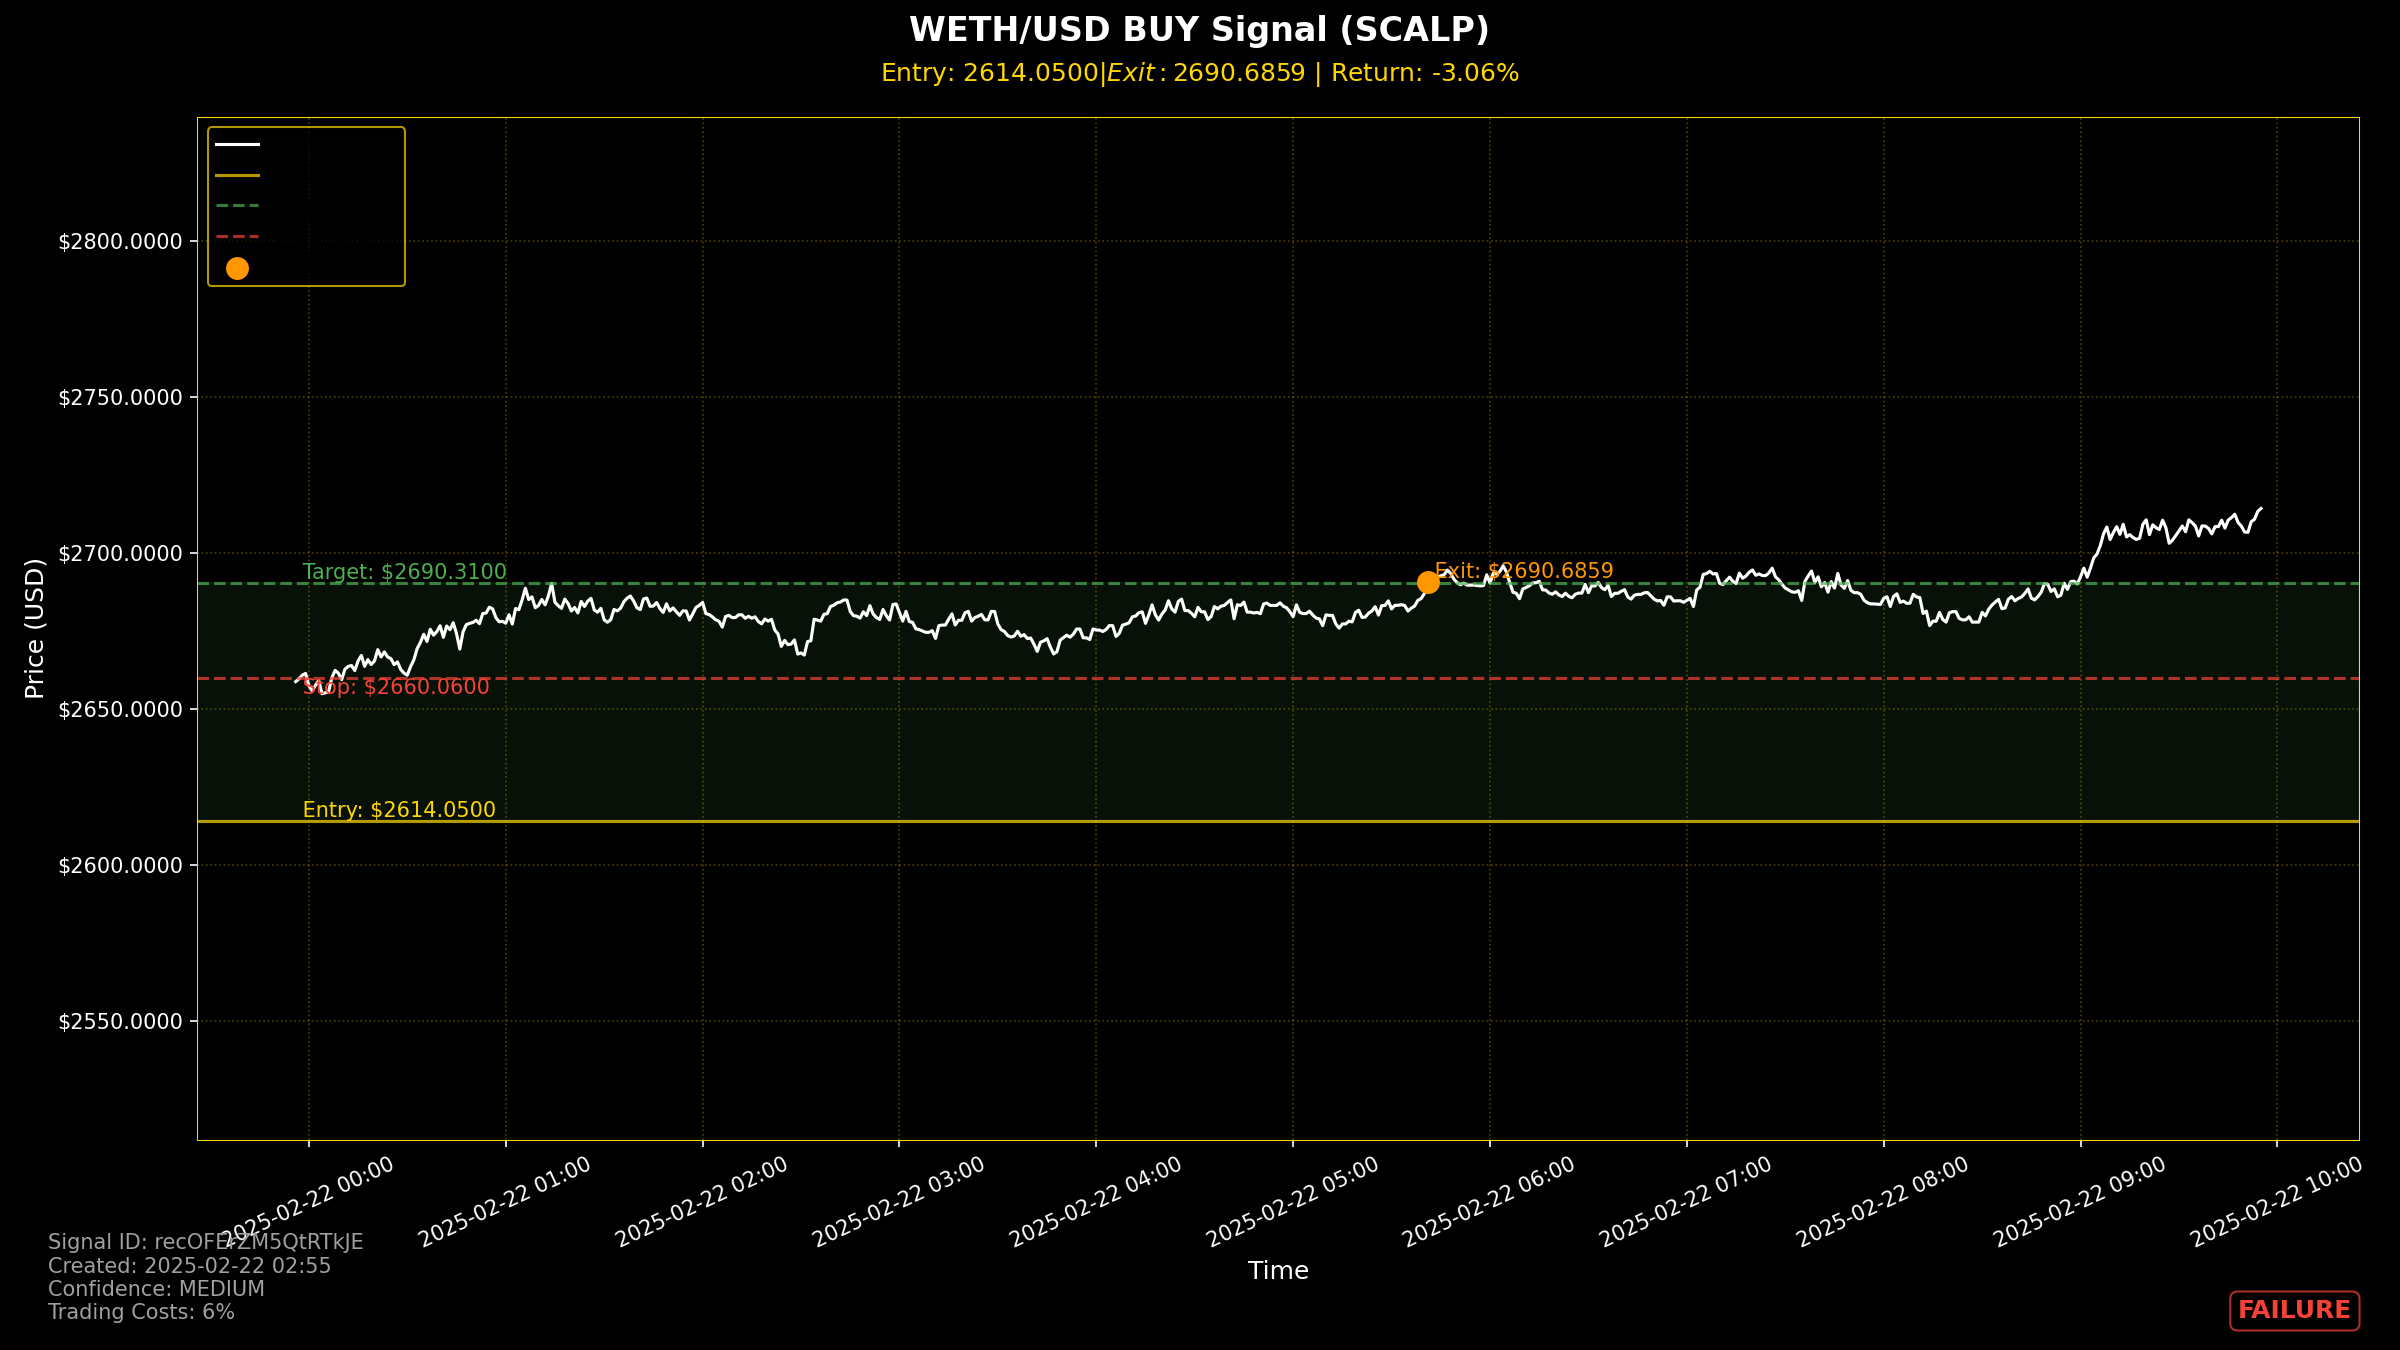 WETH/USD BUY Signal (SCALP)
Entry: 2614.0500|Exit : 2690.6859 | Return: -3.06%
$2800.0000
$2750.0000
$2700.0000
$2650.0000
$2600.0000
$2550.0000
Price (USD)
Target: $2690.3100
Exit: $2690.6859
Stop: $2660.0600
Entry: $2614.0500
2025-02-22 00:00
2025-02-22 01:00
2025-02-22 02:00
2025-02-22 03:00
2025-02-22 04:00
2025-02-22 05:00
2025-02-22 06:00
2025-02-22 07:00
2025-02-22 08:00
2025-02-22 09:00
2025-02-22 10:00
Time
Signal ID:
Created: 2025-02-22 02:55
Confidence: MEDIUM
Trading Costs: 6%
FAILURE